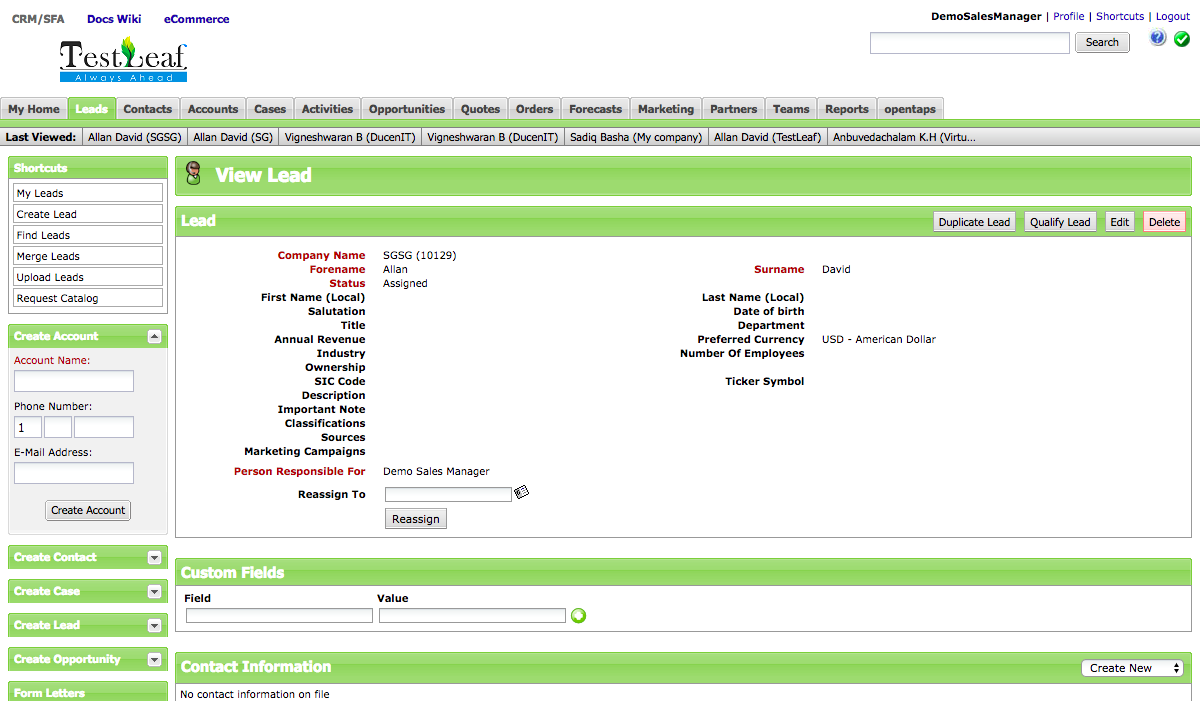 CRM/SFA Docs Wiki eCommerce
DemoSalesManager | Profile | Shortcuts | Logout
TestLeaf
Always Ahead
Search
?
My Home Leads Contacts Accounts Cases Activities Opportunities Quotes Orders Forecasts Marketing Partners Teams Reports opentaps
Last Viewed: Allan David (SGSG) Allan David (SG) Vigneshwaran B (DucenIT) Vigneshwaran B (DucenIT) Sadiq Basha (My company) Allan David (TestLeaf) Anbuvedachalam K.H (Virtu...
Shortcuts
My Leads
Create Lead
Find Leads
Merge Leads
Upload Leads
Request Catalog
Create Account
Account Name:
Phone Number:
1
E-Mail Address:
Create Account
Create Contact
Create Case
Create Lead
Create Opportunity
Form Letters
View Lead
Lead Duplicate Lead Qualify Lead Edit Delete
Company Name SGSG (10129)
Forename Allan Surname David
Status Assigned
First Name (Local) Last Name (Local)
Salutation Date of birth
Title Department
Annual Revenue Preferred Currency USD - American Dollar
Industry Number Of Employees
Ownership
SIC Code Ticker Symbol
Description
Important Note
Classifications
Sources
Marketing Campaigns
Person Responsible For Demo Sales Manager
Reassign To
Reassign
Custom Fields
Field Value
Contact Information Create New
No contact information on file